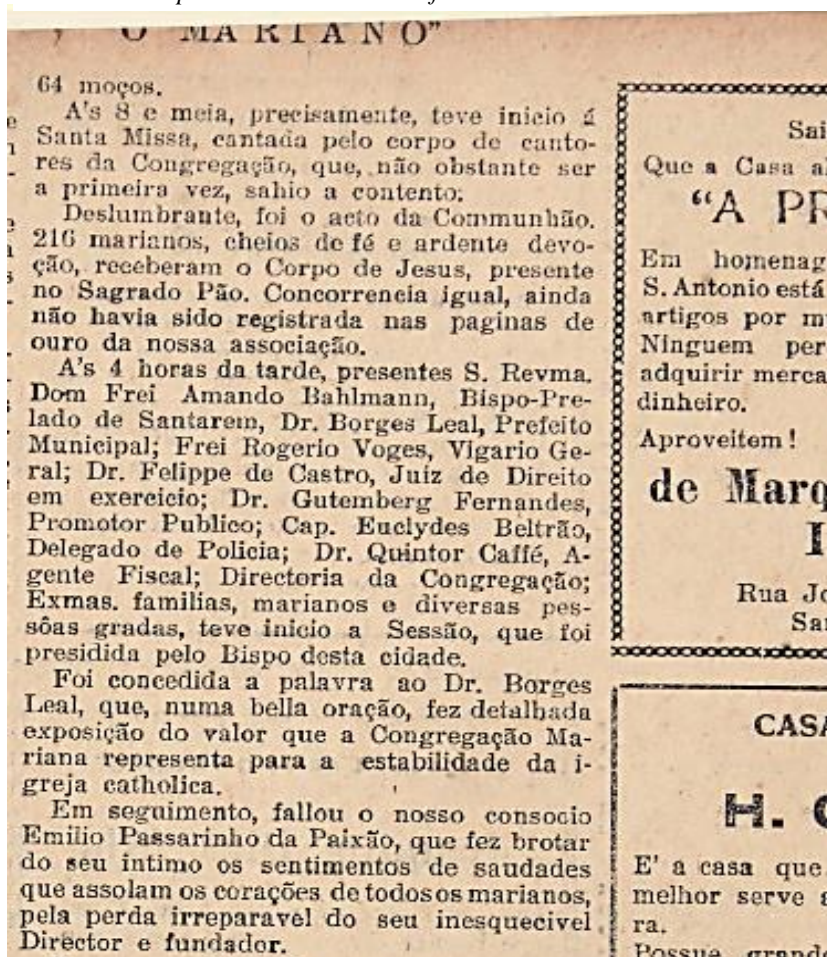 O MARIANO"
64 moços.
A's 8 e meia, precisamente, teve inicio á
Santa Missa, cantada pelo corpo de canto-
res da Congregação, que, não obstante ser
a primeira vez, sahio a contento.
Deslumbrante, foi o acto da Communhão.
216 marianos, cheios de fé e ardente devo-
ção, receberam o Corpo de Jesus, presente
no Sagrado Pão. Concorrencia igual, ainda
não havia sido registrada nas paginas de
ouro da nossa associação.
A's 4 horas da tarde, presentes S. Revma.
Dom Frei Amando Bahlmann, Bispo-Pre-
lado de Santarem, Dr. Borges Leal, Prefeito
Municipal; Frei Rogerio Voges, Vigario Ge-
ral; Dr. Felippe de Castro, Juiz de Direito
em exercicio; Dr. Gutemberg Fernandes,
Promotor Publico; Cap. Euclydes Beltrão,
Delegado de Policia; Dr. Quintor Caffé, A-
gente Fiscal; Directoria da Congregação;
Exmas. familias, marianos e diversas pes-
sôas gradas, teve inicio a Sessão, que foi
presidida pelo Bispo desta cidade.
Foi concedida a palavra ao Dr. Borges
Leal, que, numa bella oração, fez detalhada
exposição do valor que a Congregação Ma-
riana representa para a estabilidade da i-
greja catholica.
Em seguimento, fallou o nosso consocio
Emilio Passarinho da Paixão, que fez brotar
do seu intimo os sentimentos de saudades
que assolam os corações de todos os marianos,
pela perda irreparavel do seu inesquecivel
Director e fundador.
Sai
Que a Casa a
"A PR
Em homenag
S. Antonio está
artigos por m
Ninguem per
adquirir merca
dinheiro.
Aproveitem!
de Marq
I
Rua Jo
San
CASA
H. C
E' a casa que
melhor serve a
ra.
Possue grande